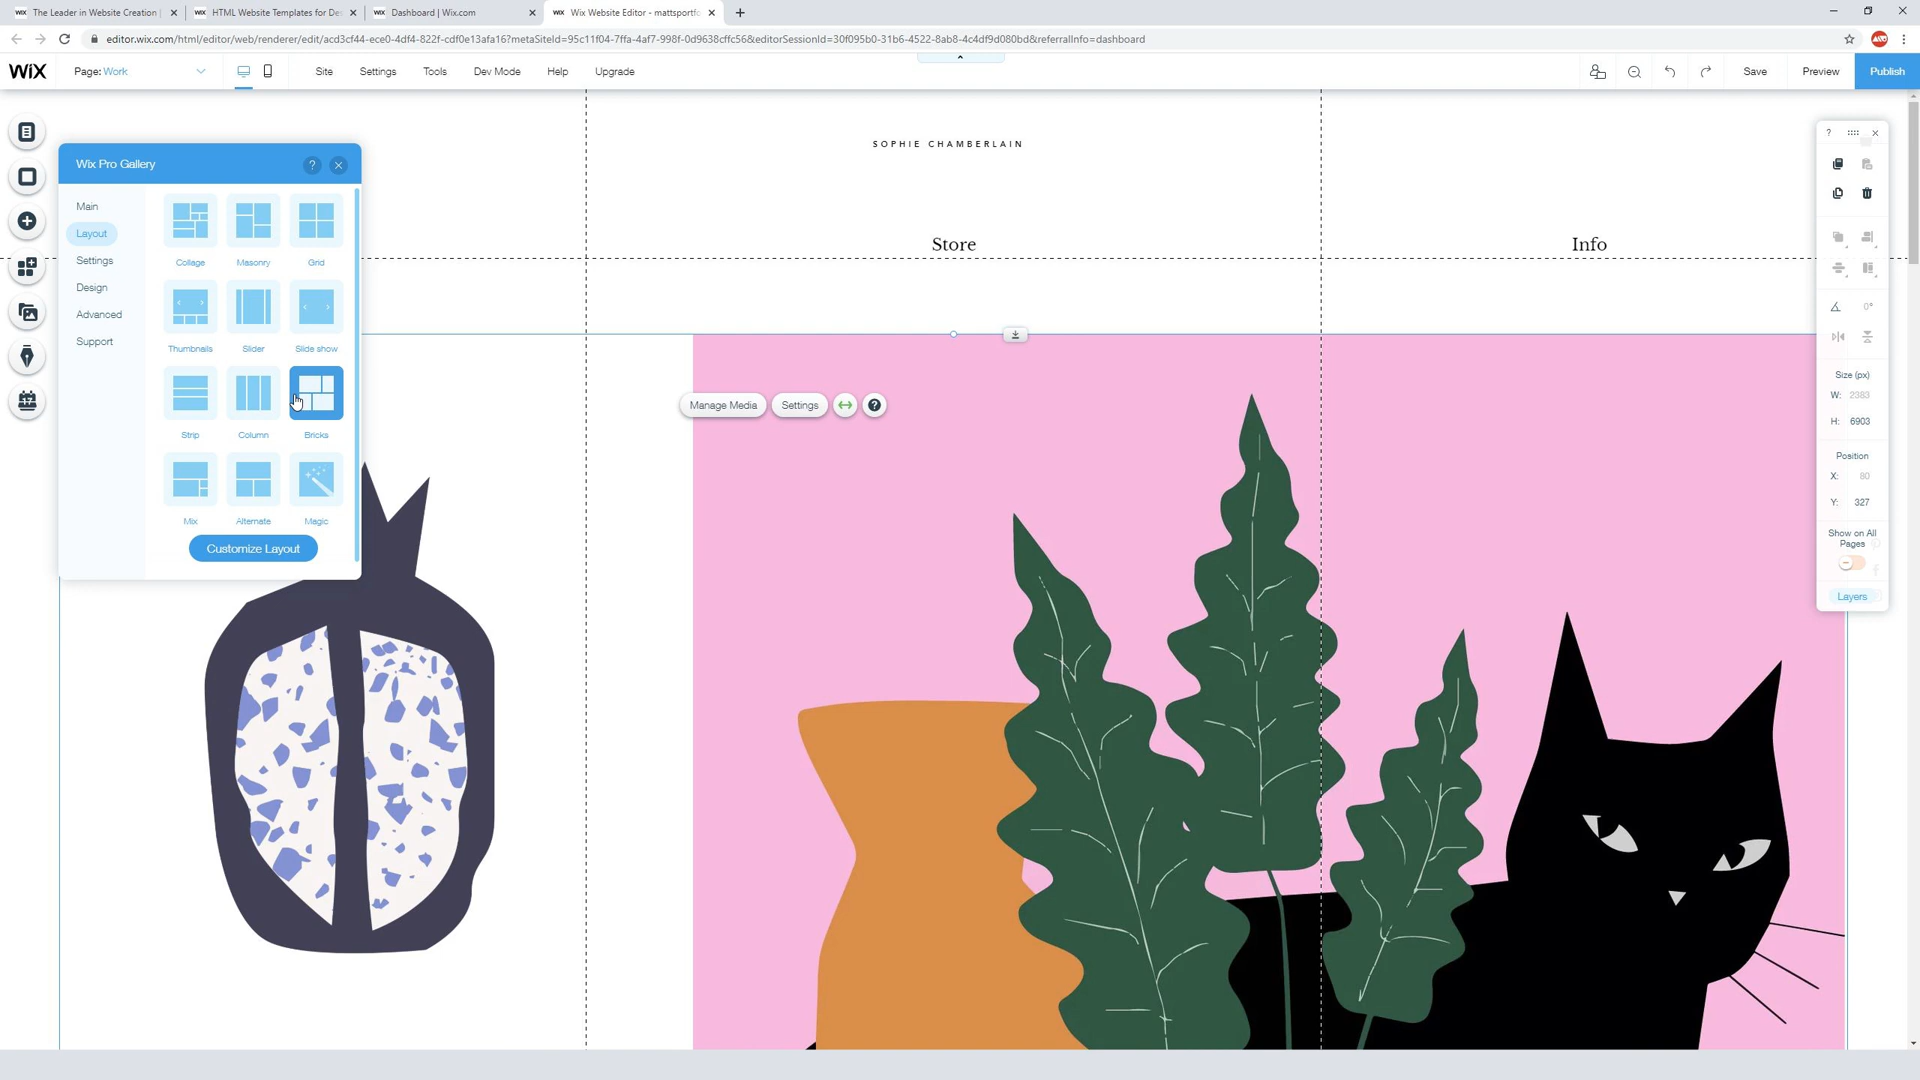 The Leader in Website Creation |
HTML Website Templates for Des
Dashboard | Wix.com
Wix Website Editor - mattsportfo
editor.wix.com/html/editor/web/renderer/edit/acd3cf44-ece0-4df4-822f-cdf0e13afa16?metaSiteId=95c11f04-7ffa-4af7-998f-0d9638cffc56&editorSessionId=30f095b0-31b6-4522-8ab8-4c4df9d080bd&referralInfo=dashboard
WiX
Page: Work
Site
Settings
Tools
Dev Mode
Help
Upgrade
Save
Preview
Publish
SOPHIE CHAMBERLAIN
Store
Info
Wix Pro Gallery
?
Main
Layout
Settings
Design
Advanced
Support
Collage
Masonry
Grid
Thumbnails
Slider
Slide show
Strip
Column
Bricks
Mix
Alternate
Magic
Customize Layout
Manage Media
Settings
?
?
0°
Size (px)
W: 2383
H: 6903
Position
X: 80
Y: 327
Show on All
Pages
Layers